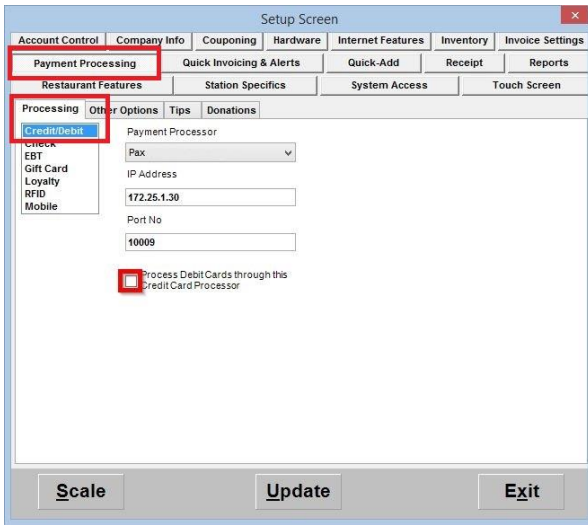 Setup Screen
Account Control Company Info Couponing Hardware Internet Features Inventory Invoice Settings
Payment Processing Quick Invoicing & Alerts Quick-Add Receipt Reports
Restaurant Features Station Specifics System Access Touch Screen
Processing Other Options Tips Donations
Credit/Debit
Check
EBT
Gift Card
Loyalty
RFID
Mobile
Payment Processor
Pax
IP Address
172.25.1.30
Port No
10009
Process Debit Cards through this
Credit Card Processor
Scale Update Exit